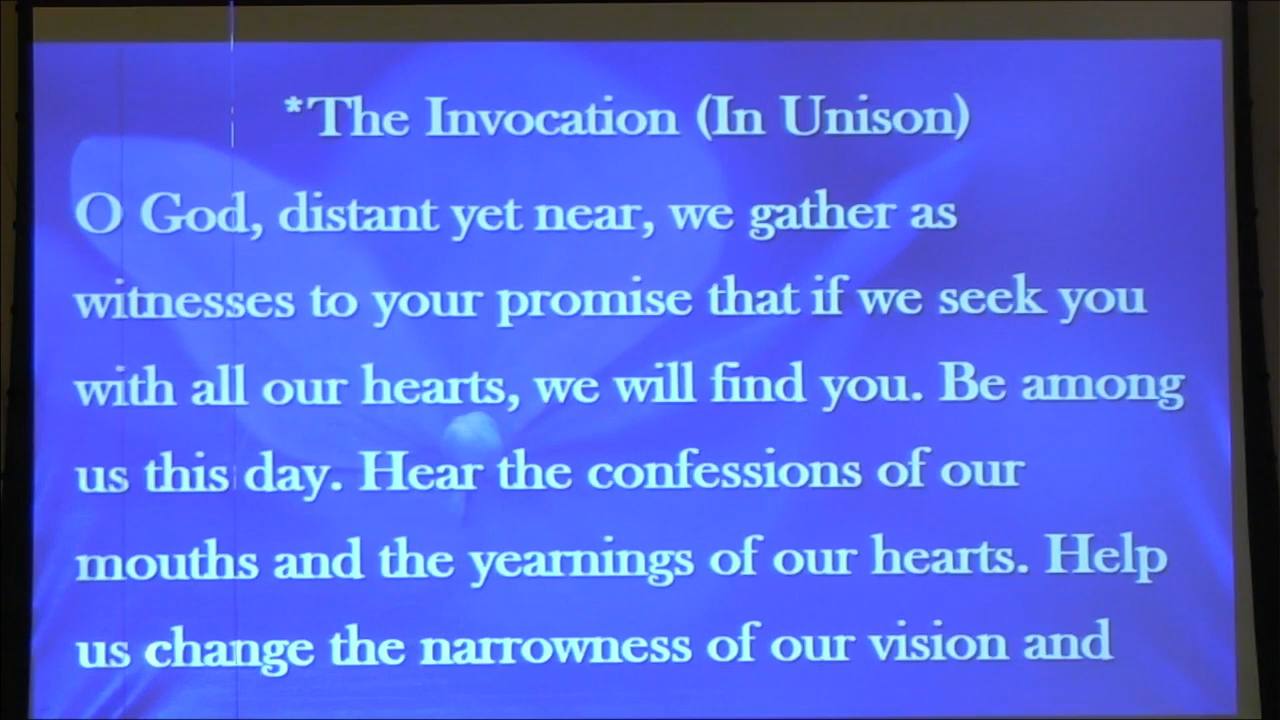 *The Invocation (In Unison)
O God, distant yet near, we gather as
witnesses to your promise that if we seek you
with all our hearts, we will find you. Be among
us this day. Hear the confessions of our
mouths and the yearnings of our hearts. Help
us change the narrowness of our vision and